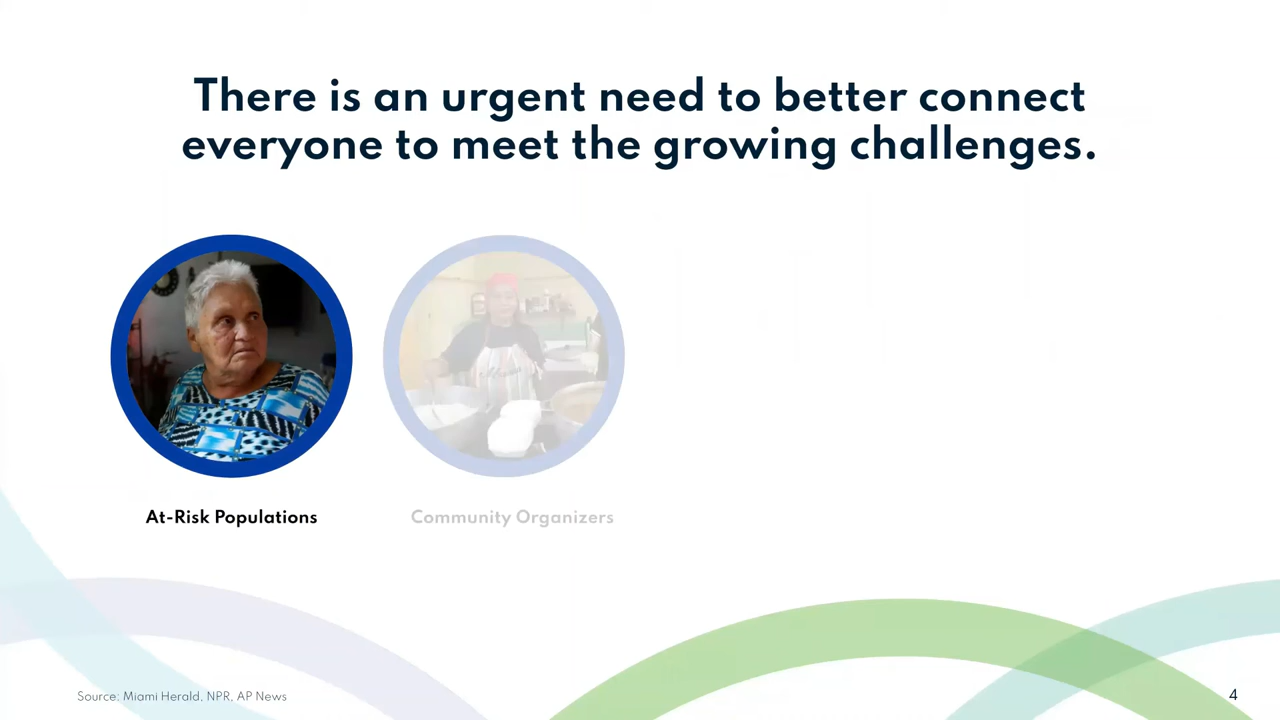 There is an urgent need to better connect
everyone to meet the growing challenges.
At-Risk Populations
Community Organizers
Source: Miami Herald, NPR, AP News
4